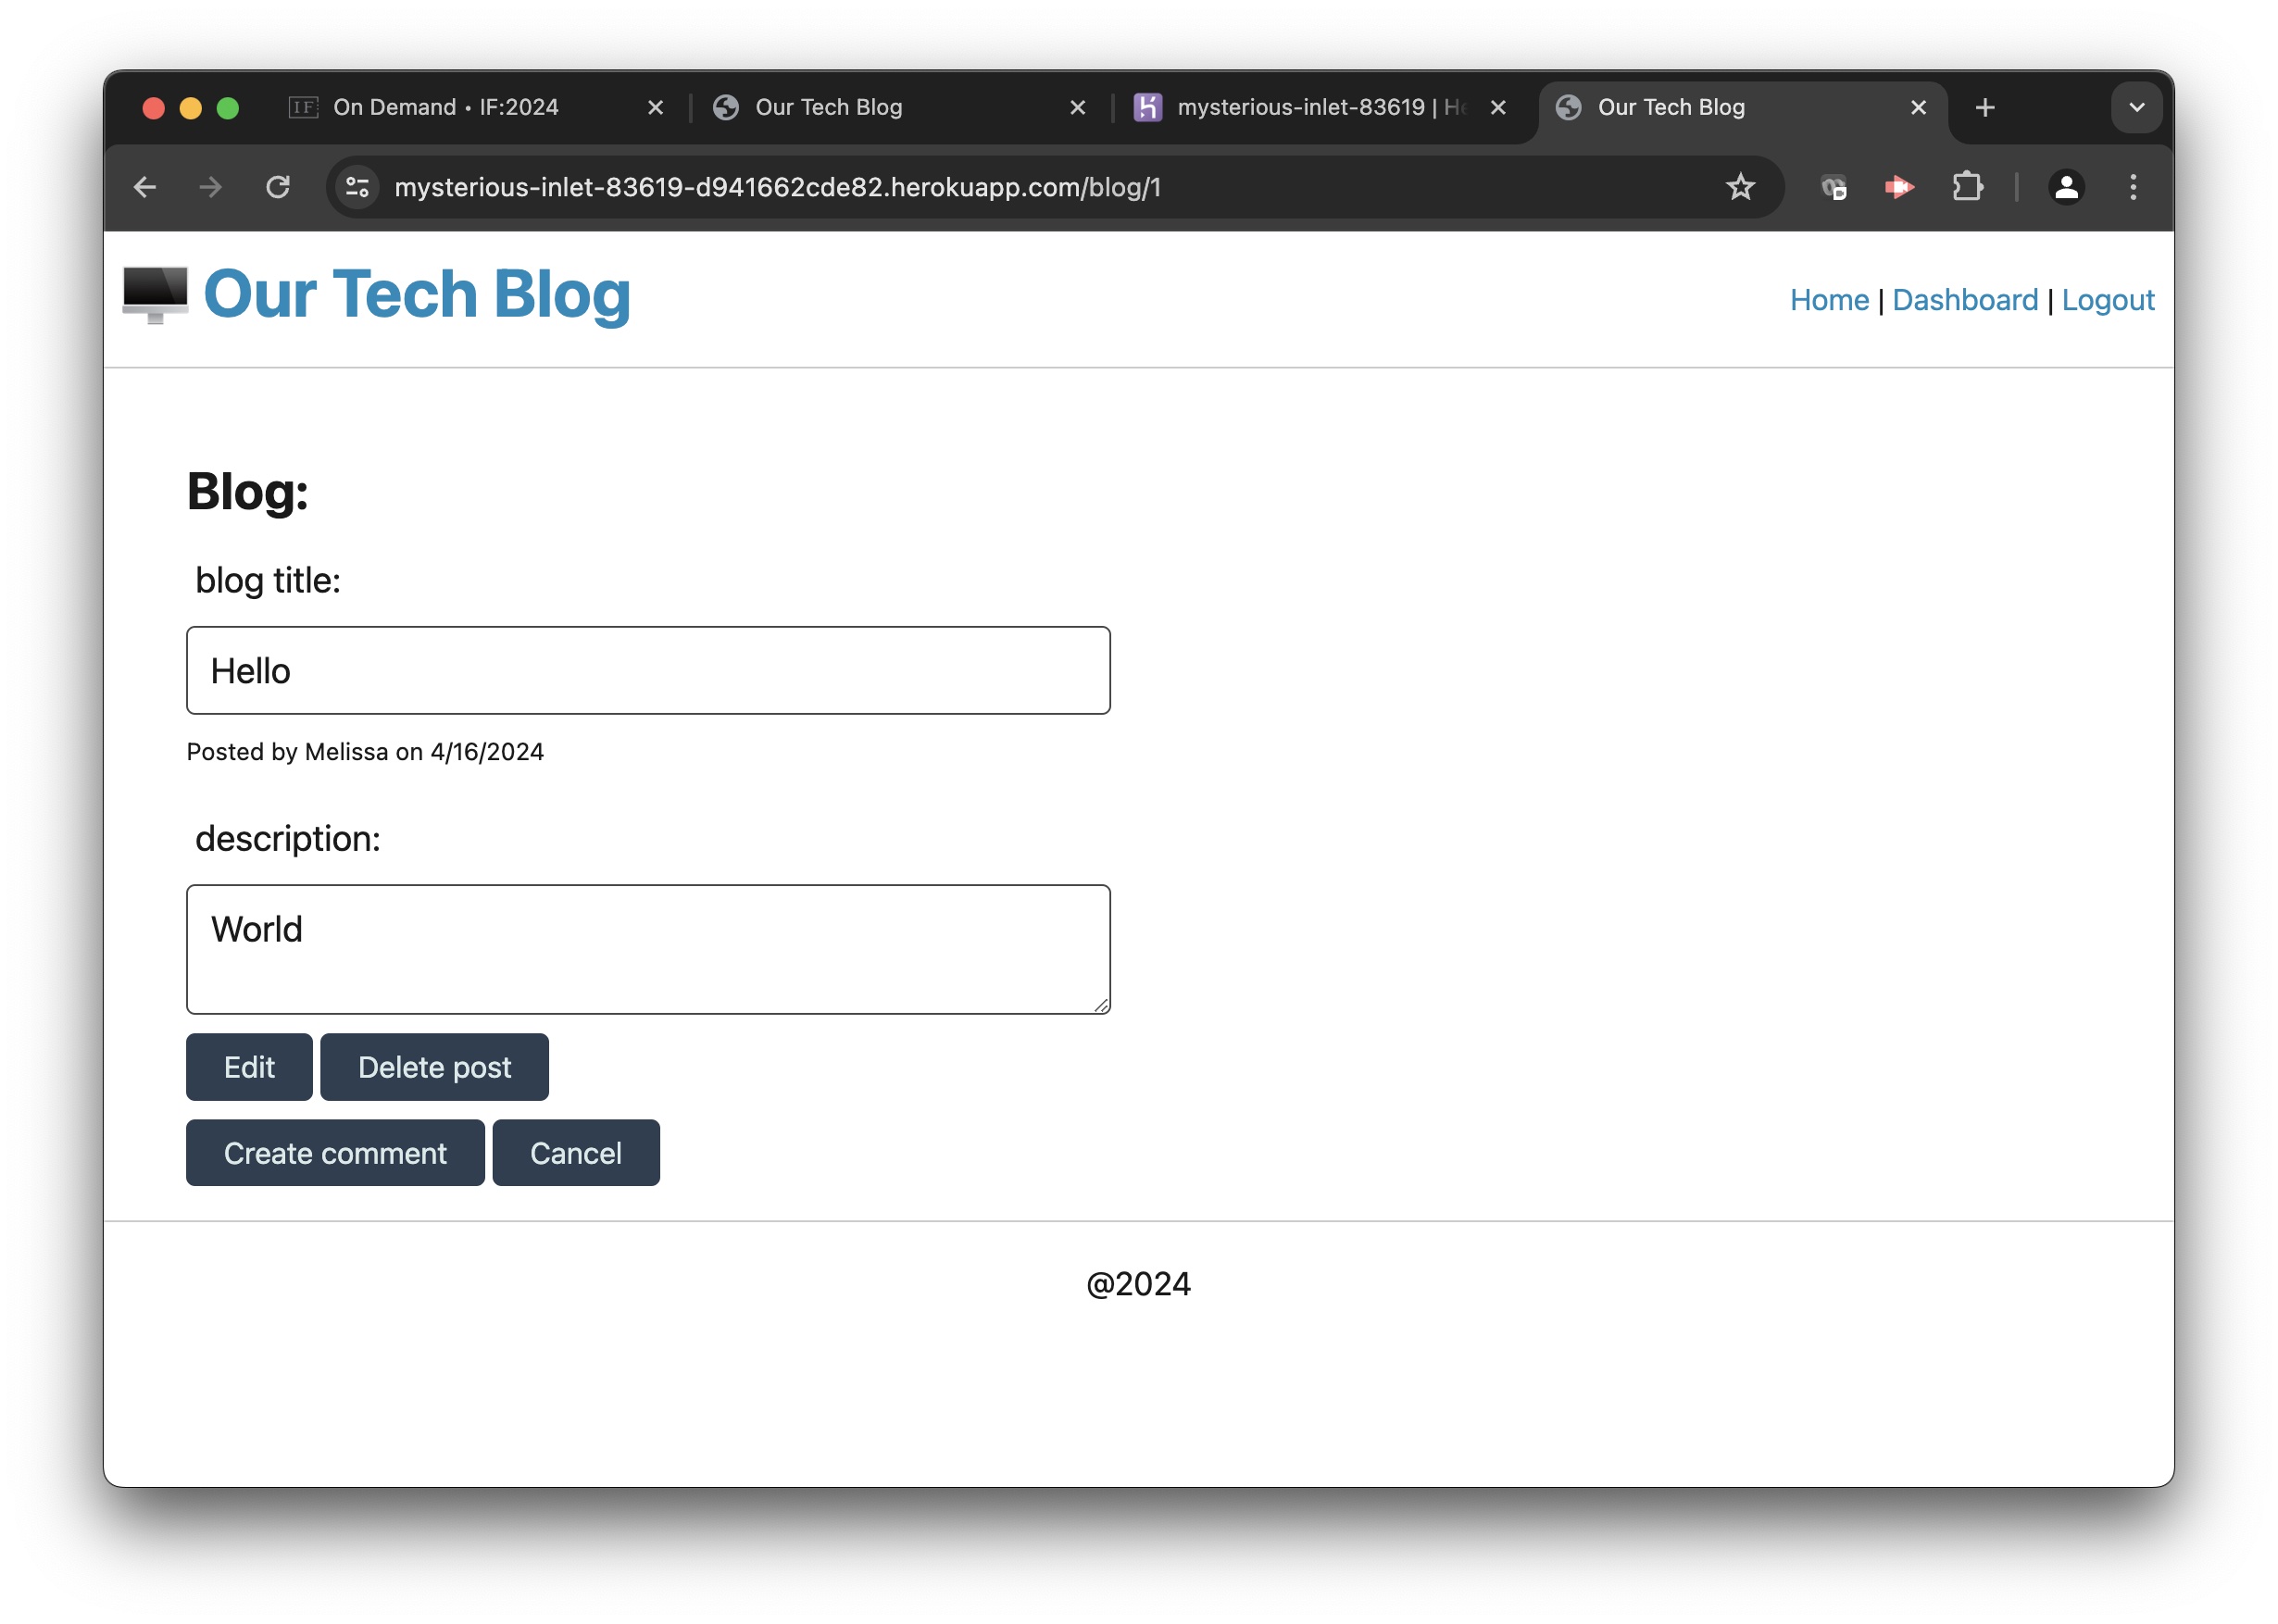 IF On Demand • IF:2024 Our Tech Blog mysterious-inlet-83619 | He Our Tech Blog
mysterious-inlet-83619-d941662cde82.herokuapp.com/blog/1
Our Tech Blog
Home | Dashboard | Logout
Blog:
blog title:
Hello
Posted by Melissa on 4/16/2024
description:
World
Edit Delete post
Create comment Cancel
@2024